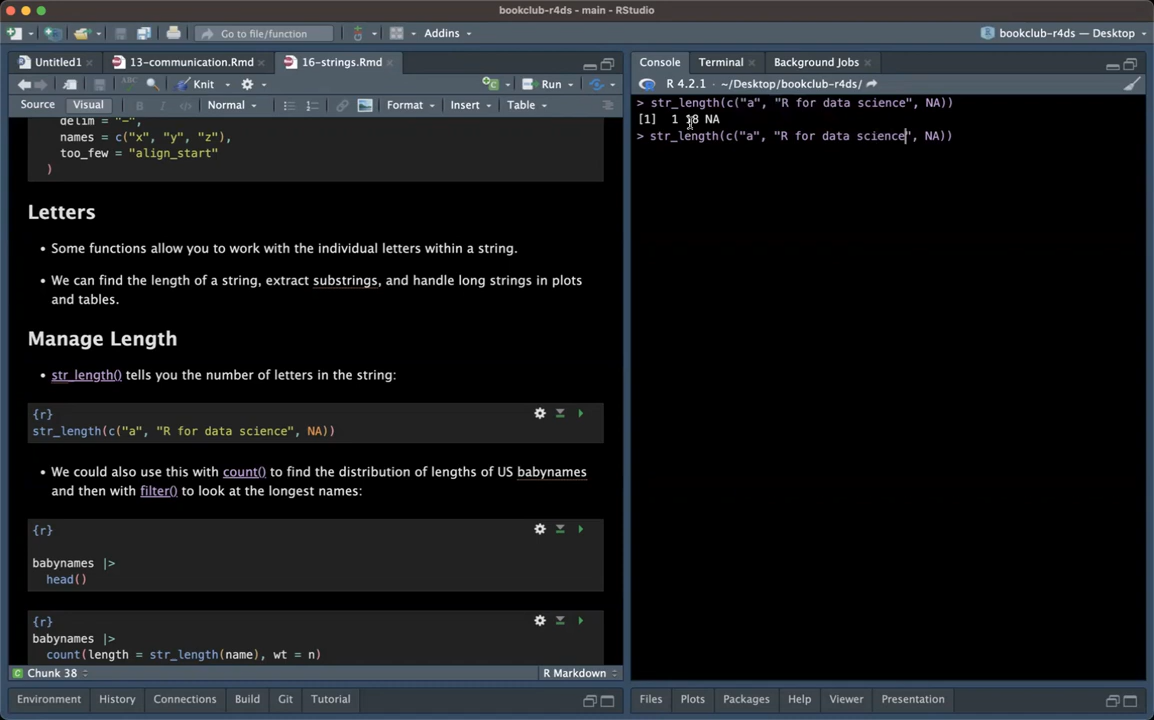 bookclub-r4ds - main - RStudio
Go to file/function
Addins
bookclub-r4ds — Desktop
Untitled1
13-communication.Rmd
16-strings.Rmd
Knit
Run
Source
Visual
Normal
Format
Insert
Table
delim = "-",
names = c("x", "y", "z"),
too_few = "align_start"
)
Letters
• Some functions allow you to work with the individual letters within a string.
• We can find the length of a string, extract substrings, and handle long strings in plots
and tables.
Manage Length
• str_length() tells you the number of letters in the string:
{r}
str_length(c("a", "R for data science", NA))
• We could also use this with count() to find the distribution of lengths of US babynames
and then with filter() to look at the longest names:
{r}
babynames |>
head()
{r}
babynames |>
count(length = str_length(name), wt = n)
Chunk 38
R Markdown
Environment
History
Connections
Build
Git
Tutorial
Console
Terminal
Background Jobs
R 4.2.1 · ~/Desktop/bookclub-r4ds/
> str_length(c("a", "R for data science", NA))
[1] 1 18 NA
> str_length(c("a", "R for data science", NA))
Files
Plots
Packages
Help
Viewer
Presentation